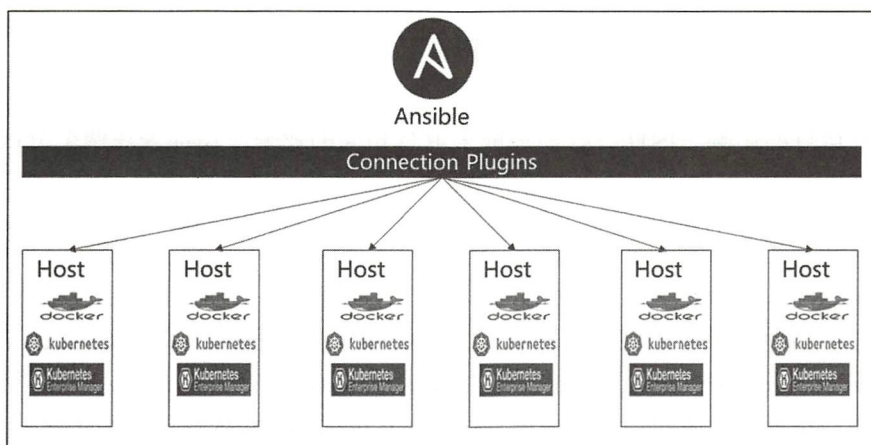 Ansible
Connection Plugins
Host
docker
kubernetes
Kubernetes
Enterprise Manager
Host
docker
kubernetes
Kubernetes
Enterprise Manager
Host
docker
kubernetes
Kubernetes
Enterprise Manager
Host
docker
kubernetes
Kubernetes
Enterprise Manager
Host
docker
kubernetes
Kubernetes
Enterprise Manager
Host
docker
kubernetes
Kubernetes
Enterprise Manager